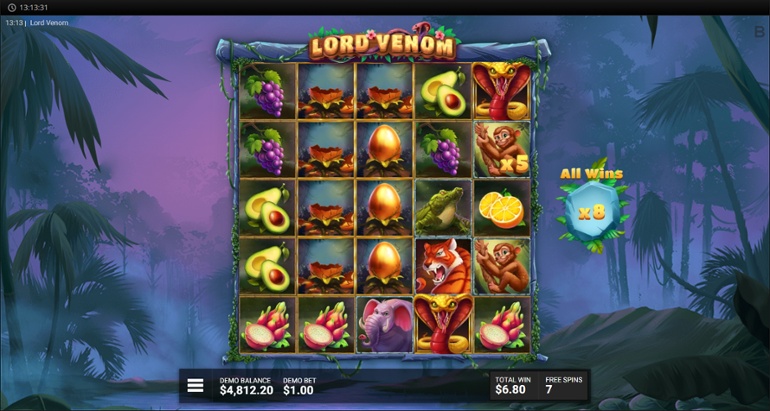 13:13:31
13:13 | Lord Venom
LORD VENOM
B
x5
All Wins
x8
DEMO BALANCE
$4,812.20
DEMO BET
$1.00
TOTAL WIN
$6.80
FREE SPINS
7